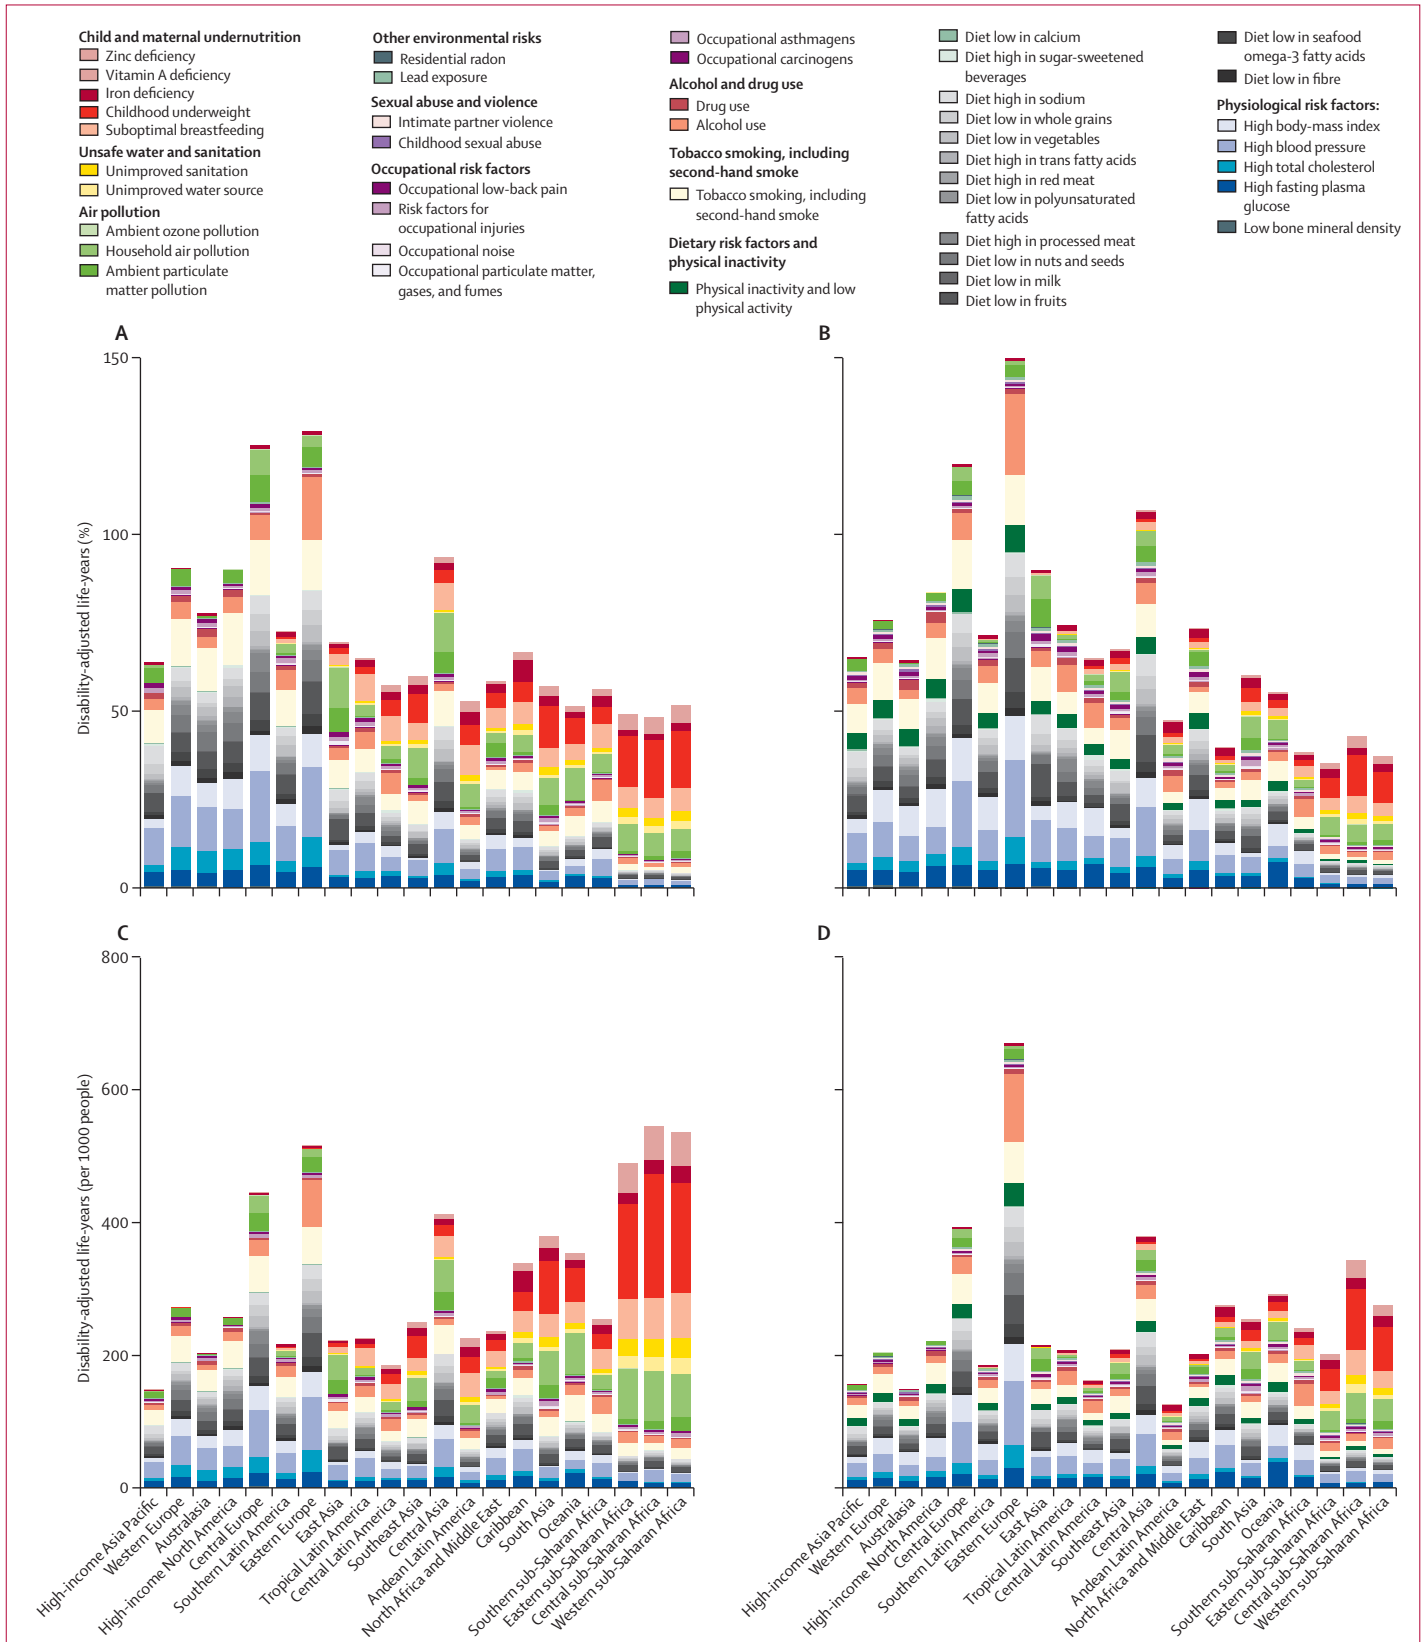 Child and maternal undernutrition
Zinc deficiency
Vitamin A deficiency
Iron deficiency
Childhood underweight
Suboptimal breastfeeding
Unsafe water and sanitation
Unimproved sanitation
Unimproved water source
Air pollution
Ambient ozone pollution
Household air pollution
Ambient particulate
matter pollution
Other environmental risks
Residential radon
Lead exposure
Sexual abuse and violence
Intimate partner violence
Childhood sexual abuse
Occupational risk factors
Occupational low-back pain
Risk factors for
occupational injuries
Occupational noise
Occupational particulate matter,
gases, and fumes
Occupational asthmagens
Occupational carcinogens
Alcohol and drug use
Drug use
Alcohol use
Tobacco smoking, including
second-hand smoke
Tobacco smoking, including
second-hand smoke
Dietary risk factors and
physical inactivity
Physical inactivity and low
physical activity
Diet low in calcium
Diet high in sugar-sweetened
beverages
Diet high in sodium
Diet low in whole grains
Diet low in vegetables
Diet high in trans fatty acids
Diet high in red meat
Diet low in polyunsaturated
fatty acids
Diet high in processed meat
Diet low in nuts and seeds
Diet low in milk
Diet low in fruits
Diet low in seafood
omega-3 fatty acids
Diet low in fibre
Physiological risk factors:
High body-mass index
High blood pressure
High total cholesterol
High fasting plasma
glucose
Low bone mineral density
A
150
100
50
0
Disability-adjusted life-years (%)
B
C
800
600
400
200
0
Disability-adjusted life-years (per 1000 people)
High-income Asia Pacific
Western Europe
Australasia
High-income North America
Central Europe
Southern Latin America
Eastern Europe
East Asia
Tropical Latin America
Central Latin America
Southeast Asia
Central Asia
Andean Latin America
North Africa and Middle East
Caribbean
South Asia
Oceania
Southern sub-Saharan Africa
Eastern sub-Saharan Africa
Central sub-Saharan Africa
Western sub-Saharan Africa
D
High-income Asia Pacific
Western Europe
Australasia
High-income North America
Central Europe
Southern Latin America
Eastern Europe
East Asia
Tropical Latin America
Central Latin America
Southeast Asia
Central Asia
Andean Latin America
North Africa and Middle East
Caribbean
South Asia
Oceania
Southern sub-Saharan Africa
Eastern sub-Saharan Africa
Central sub-Saharan Africa
Western sub-Saharan Africa